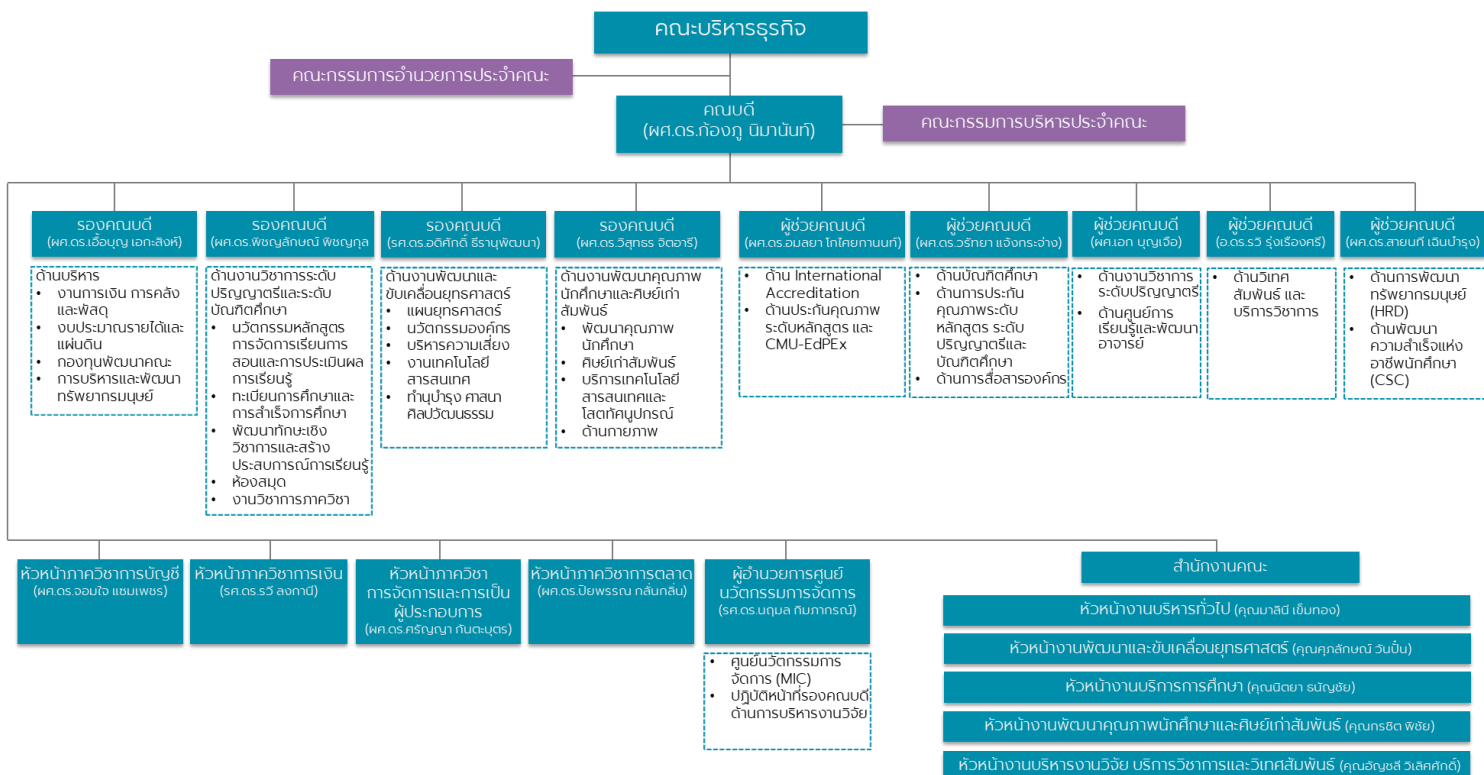 คณะบริหารธุรกิจ
คณะกรรมการอำนวยการประจำคณะ
คณบดี
(ผศ.ดร.ก้องภู นิมานันท์)
คณะกรรมการบริหารประจำคณะ
รองคณบดี
(ผศ.ดร.เอื้อบุญ เอกะสิงห์)
ด้านบริหาร
• งานการเงิน การคลัง
และพัสดุ
• งบประมาณรายได้และ
แผ่นดิน
• กองทุนพัฒนาคณะ
• การบริหารและพัฒนา
ทรัพยากรมนุษย์
รองคณบดี
(ผศ.ดร.พิชญลักษณ์ พิชญกุล
ด้านงานวิชาการระดับ
ปริญญาตรีและระดับ
บัณฑิตศึกษา
• นวัตกรรมหลักสูตร
การจัดการเรียนการ
สอนและการประเมินผล
การเรียนรู้
• ทะเบียนการศึกษาและ
การสำเร็จการศึกษา
• พัฒนาทักษะเชิง
วิชาการและสร้าง
ประสบการณ์การเรียนรู้
• ห้องสมุด
• งานวิชาการภาควิชา
รองคณบดี
(รศ.ดร.อดิศักดิ์ ธีรานุพัฒนา)
ด้านงานพัฒนาและ
ขับเคลื่อนยุทธศาสตร์
• แผนยุทธศาสตร์
• นวัตกรรมองค์กร
• บริหารความเสี่ยง
• งานเทคโนโลยี
สารสนเทศ
• ทำนุบำรุง ศาสนา
ศิลปวัฒนธรรม
รองคณบดี
(ผศ.ดร.วิสุทธร จิตอารี)
ด้านงานพัฒนาคุณภาพ
นักศึกษาและศิษย์เก่า
สัมพันธ์
• พัฒนาคุณภาพ
นักศึกษา
• ศิษย์เก่าสัมพันธ์
• บริการเทคโนโลยี
สารสนเทศและ
โสตทัศนูปกรณ์
• ด้านกายภาพ
ผู้ช่วยคณบดี
(ผศ.ดร.อมลยา โกไศยกานนท์)
• ด้าน International
Accreditation
• ด้านประกันคุณภาพ
ระดับหลักสูตร และ
CMU-EdPEx
ผู้ช่วยคณบดี
(ผศ.ดร.วรัทยา แจ้งกระจ่าง)
• ด้านบัณฑิตศึกษา
• ด้านการประกัน
คุณภาพระดับ
หลักสูตร ระดับ
ปริญญาตรีและ
บัณฑิตศึกษา
• ด้านการสื่อสารองค์กร
ผู้ช่วยคณบดี
(ผศ.เอก บุญเจือ)
• ด้านงานวิชาการ
ระดับปริญญาตรี
• ด้านศูนย์การ
เรียนรู้และพัฒนา
อาจารย์
ผู้ช่วยคณบดี
(อ.ดร.รวี รุ่งเรืองศรี)
• ด้านวิเทศ
สัมพันธ์ และ
บริการวิชาการ
ผู้ช่วยคณบดี
(ผศ.ดร.สายนที เฉินบำรุง)
• ด้านการพัฒนา
ทรัพยากรมนุษย์
(HRD)
• ด้านพัฒนา
ความสำเร็จแห่ง
อาชีพนักศึกษา
(CSC)
หัวหน้าภาควิชาการบัญชี
(ผศ.ดร.จอมใจ แซมเพชร)
หัวหน้าภาควิชาการเงิน
(รศ.ดร.รวี ลงกานี)
หัวหน้าภาควิชา
การจัดการและการเป็น
ผู้ประกอบการ
(ผศ.ดร.ศรัญญา กันตะบุตร)
หัวหน้าภาควิชาการตลาด
(ผศ.ดร.ปิยพรรณ กลั่นกลิ่น)
ผู้อำนวยการศูนย์
นวัตกรรมการจัดการ
(รศ.ดร.นฤมล กิมภากรณ์)
• ศูนย์นวัตกรรมการ
จัดการ (MIC)
• ปฏิบัติหน้าที่รองคณบดี
ด้านการบริหารงานวิจัย
สำนักงานคณะ
หัวหน้างานบริหารทั่วไป (คุณมาลินี เข็มทอง)
หัวหน้างานพัฒนาและขับเคลื่อนยุทธศาสตร์ (คุณศุภลักษณ์ วันปั๋น)
หัวหน้างานบริการการศึกษา (คุณนิตยา ธนัญชัย)
หัวหน้างานพัฒนาคุณภาพนักศึกษาและศิษย์เก่าสัมพันธ์ (คุณกรชิต พิชัย)
หัวหน้างานบริหารงานวิจัย บริการวิชาการและวิเทศสัมพันธ์ (คุณอัญชลี วิเลิศศักดิ์)